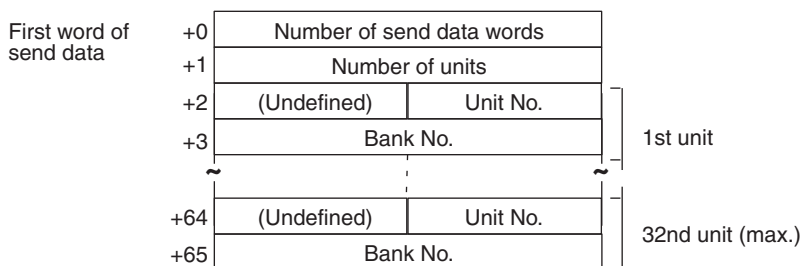 First word of
send data
+0 Number of send data words
+1 Number of units
+2 (Undefined) Unit No.
+3 Bank No.
1st unit
~ ~
+64 (Undefined) Unit No.
+65 Bank No.
32nd unit (max.)